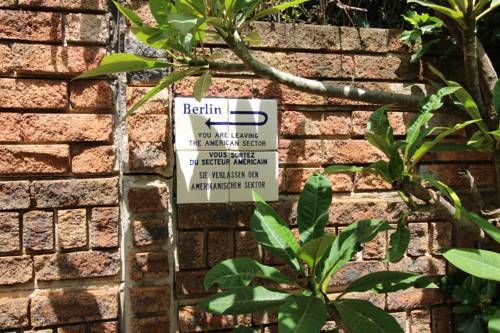 Berlin
YOU ARE LEAVING
THE AMERICAN SECTOR
VOUS SORTEZ
DU SECTEUR AMERICAIN
SIE VERLASSEN DEN
AMERIKANISCHEN SEKTOR